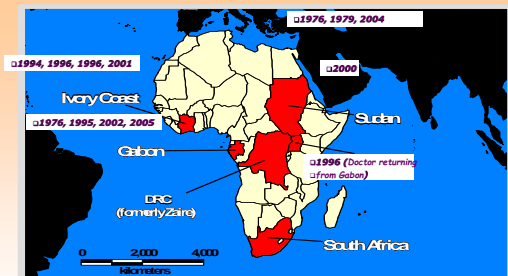 1976, 1979, 2004
1994, 1996, 1996, 2001
2000
Ivory Coast
Sudan
1976, 1995, 2002, 2005
Gabon
1996 (Doctor returning
from Gabon)
DRC
(formerly Zaire)
South Africa
0 2,000 4,000
kilometers